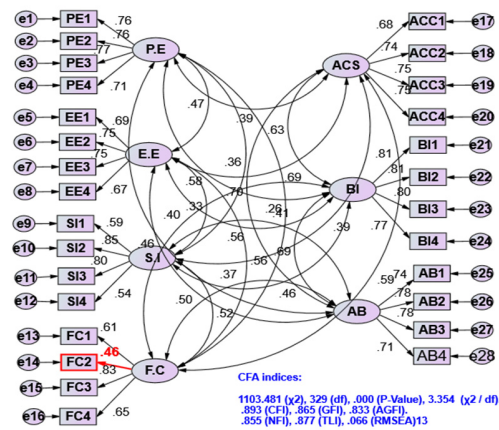 e1 PE1 .76
e2 PE2 .76
e3 PE3 .77
e4 PE4 .71
P.E
e5 EE1 .69
e6 EE2 .75
e7 EE3 .75
e8 EE4 .67
E.E
e9 SI1 .59
e10 SI2 .85
e11 SI3 .80
e12 SI4 .54
S.I
e13 FC1 .61
e14 FC2 .46
e15 FC3 .83
e16 FC4 .65
F.C
.47
.39
.63
.36
.58
.69
.40
.33
.26
.41
.46
.56
.56
.69
.39
.37
.46
.50
.52
.59
ACS
.68 ACC1 e17
.74 ACC2 e18
.75 ACC3 e19
ACC4 e20
BI
.81 BI1 e21
.81 BI2 e22
.80 BI3 e23
.77 BI4 e24
AB
.74 AB1 e25
.78 AB2 e26
.78 AB3 e27
.71 AB4 e28
CFA indices:
1103.481 (χ2), 329 (df), .000 (P-Value), 3.354 (χ2 / df)
.893 (CFI), .865 (GFI), .833 (AGFI).
.855 (NFI), .877 (TLI), .066 (RMSEA)13